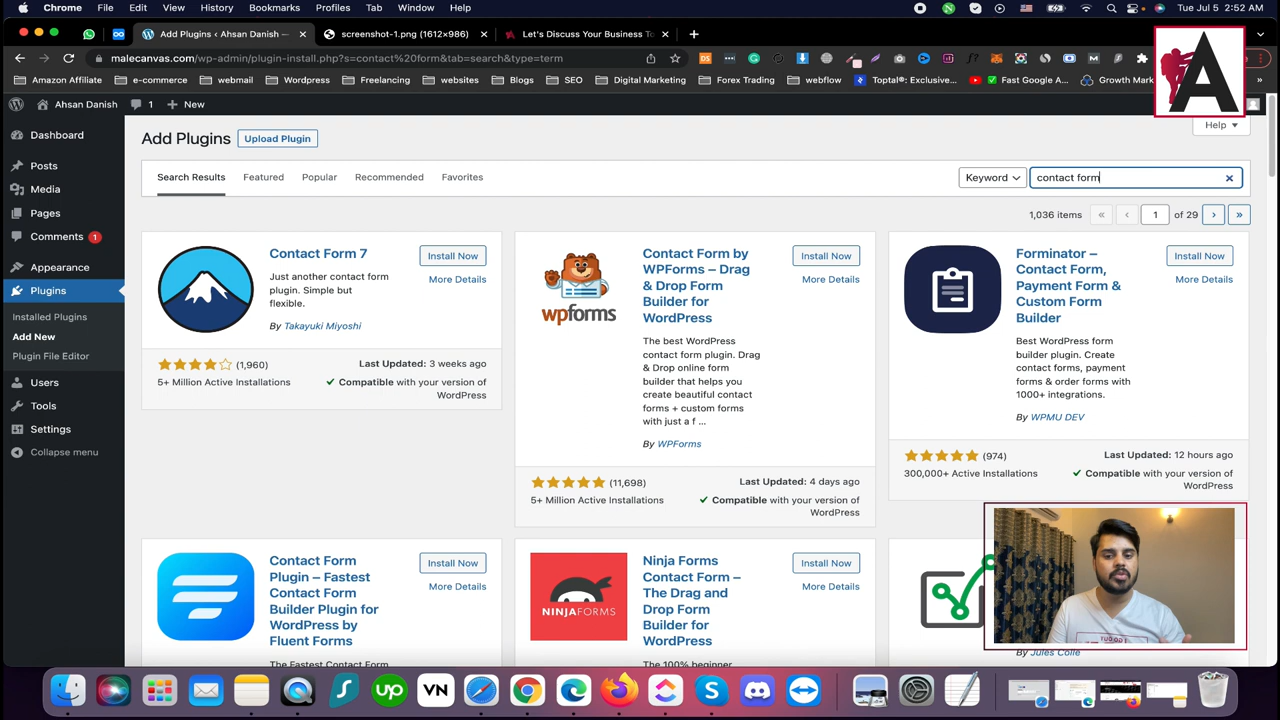 Chrome File Edit View History Bookmarks Profiles Tab Window Help
Tue Jul 5 2:52 AM
Add Plugins ‹ Ahsan Danish —
screenshot-1.png (1612×986)
Let's Discuss Your Business To
malecanvas.com/wp-admin/plugin-install.php?s=contact%20form&tab=search&type=term
Amazon Affiliate e-commerce webmail Wordpress Freelancing websites Blogs SEO Digital Marketing Forex Trading webflow Toptal®: Exclusive... Fast Google A... Growth Mark
A
Ahsan Danish 1 New
Help
Dashboard
Posts
Media
Pages
Comments 1
Appearance
Plugins
Installed Plugins
Add New
Plugin File Editor
Users
Tools
Settings
Collapse menu
Add Plugins Upload Plugin
Search Results Featured Popular Recommended Favorites
Keyword contact form
1,036 items « ‹ 1 of 29 › »
Contact Form 7
Install Now
More Details
Just another contact form
plugin. Simple but
flexible.
By Takayuki Miyoshi
(1,960)
Last Updated: 3 weeks ago
5+ Million Active Installations
Compatible with your version of
WordPress
wpforms
Contact Form by
WPForms – Drag
& Drop Form
Builder for
WordPress
Install Now
More Details
The best WordPress
contact form plugin. Drag
& Drop online form
builder that helps you
create beautiful contact
forms + custom forms
with just a f ...
By WPForms
(11,698)
Last Updated: 4 days ago
5+ Million Active Installations
Compatible with your version of
WordPress
Forminator –
Contact Form,
Payment Form &
Custom Form
Builder
Install Now
More Details
Best WordPress form
builder plugin. Create
contact forms, payment
forms & order forms with
1000+ integrations.
By WPMU DEV
(974)
Last Updated: 12 hours ago
300,000+ Active Installations
Compatible with your version of
WordPress
Contact Form
Plugin – Fastest
Contact Form
Builder Plugin for
WordPress by
Fluent Forms
Install Now
More Details
The Fastest Contact Form
NINJAFORMS
Ninja Forms
Contact Form –
The Drag and
Drop Form
Builder for
WordPress
Install Now
More Details
The 100% beginner
By Jules Colle
up
VN